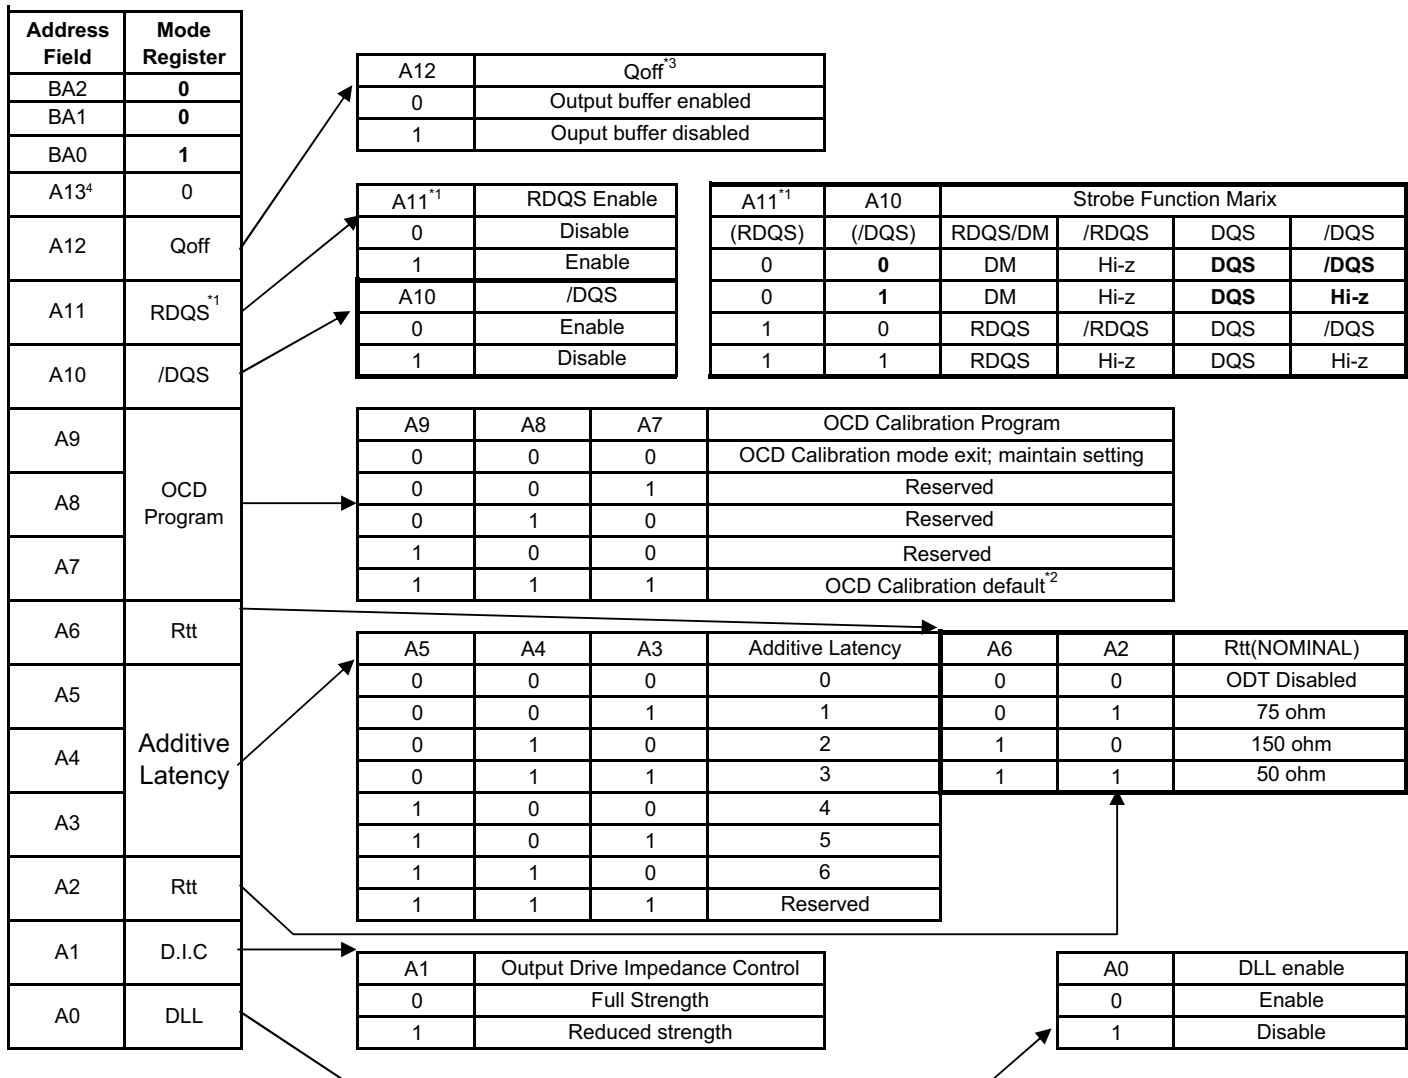 Address Field Mode Register
BA2 0
BA1 0
BA0 1
A13⁴ 0
A12 Qoff
A11 RDQS*1
A10 /DQS
A9
A8
A7
OCD
Program
A6 Rtt
A5
A4
A3
Additive
Latency
A2 Rtt
A1 D.I.C
A0 DLL
A12 Qoff*3
0 Output buffer enabled
1 Ouput buffer disabled
A11*1 RDQS Enable
0 Disable
1 Enable
A10 /DQS
0 Enable
1 Disable
A11*1 A10 Strobe Function Marix
(RDQS) (/DQS) RDQS/DM /RDQS DQS /DQS
0 0 DM Hi-z DQS /DQS
0 1 DM Hi-z DQS Hi-z
1 0 RDQS /RDQS DQS /DQS
1 1 RDQS Hi-z DQS Hi-z
A9 A8 A7 OCD Calibration Program
0 0 0 OCD Calibration mode exit; maintain setting
0 0 1 Reserved
0 1 0 Reserved
1 0 0 Reserved
1 1 1 OCD Calibration default*2
A5 A4 A3 Additive Latency
0 0 0 0
0 0 1 1
0 1 0 2
0 1 1 3
1 0 0 4
1 0 1 5
1 1 0 6
1 1 1 Reserved
A6 A2 Rtt(NOMINAL)
0 0 ODT Disabled
0 1 75 ohm
1 0 150 ohm
1 1 50 ohm
A1 Output Drive Impedance Control
0 Full Strength
1 Reduced strength
A0 DLL enable
0 Enable
1 Disable